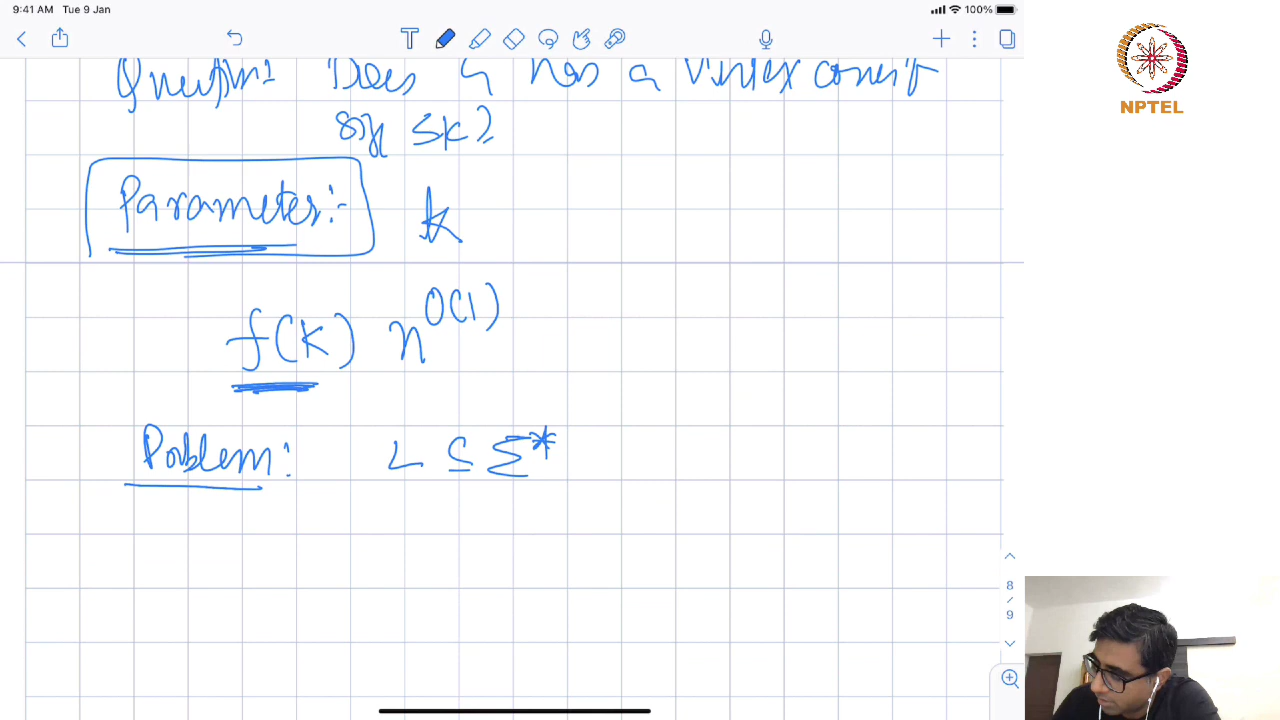 9:41 AM Tue 9 Jan
100%
NPTEL
Question: Does G has a vertex cover of
size ≤k?
Parameter:- k
f(k) n^O(1)
Problem: L ⊆ Σ*
8
/
9